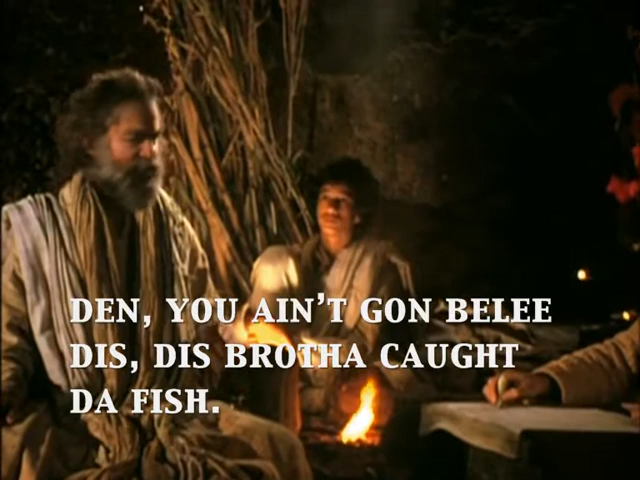 DEN, YOU AIN'T GON BELEE
DIS, DIS BROTHA CAUGHT
DA FISH.